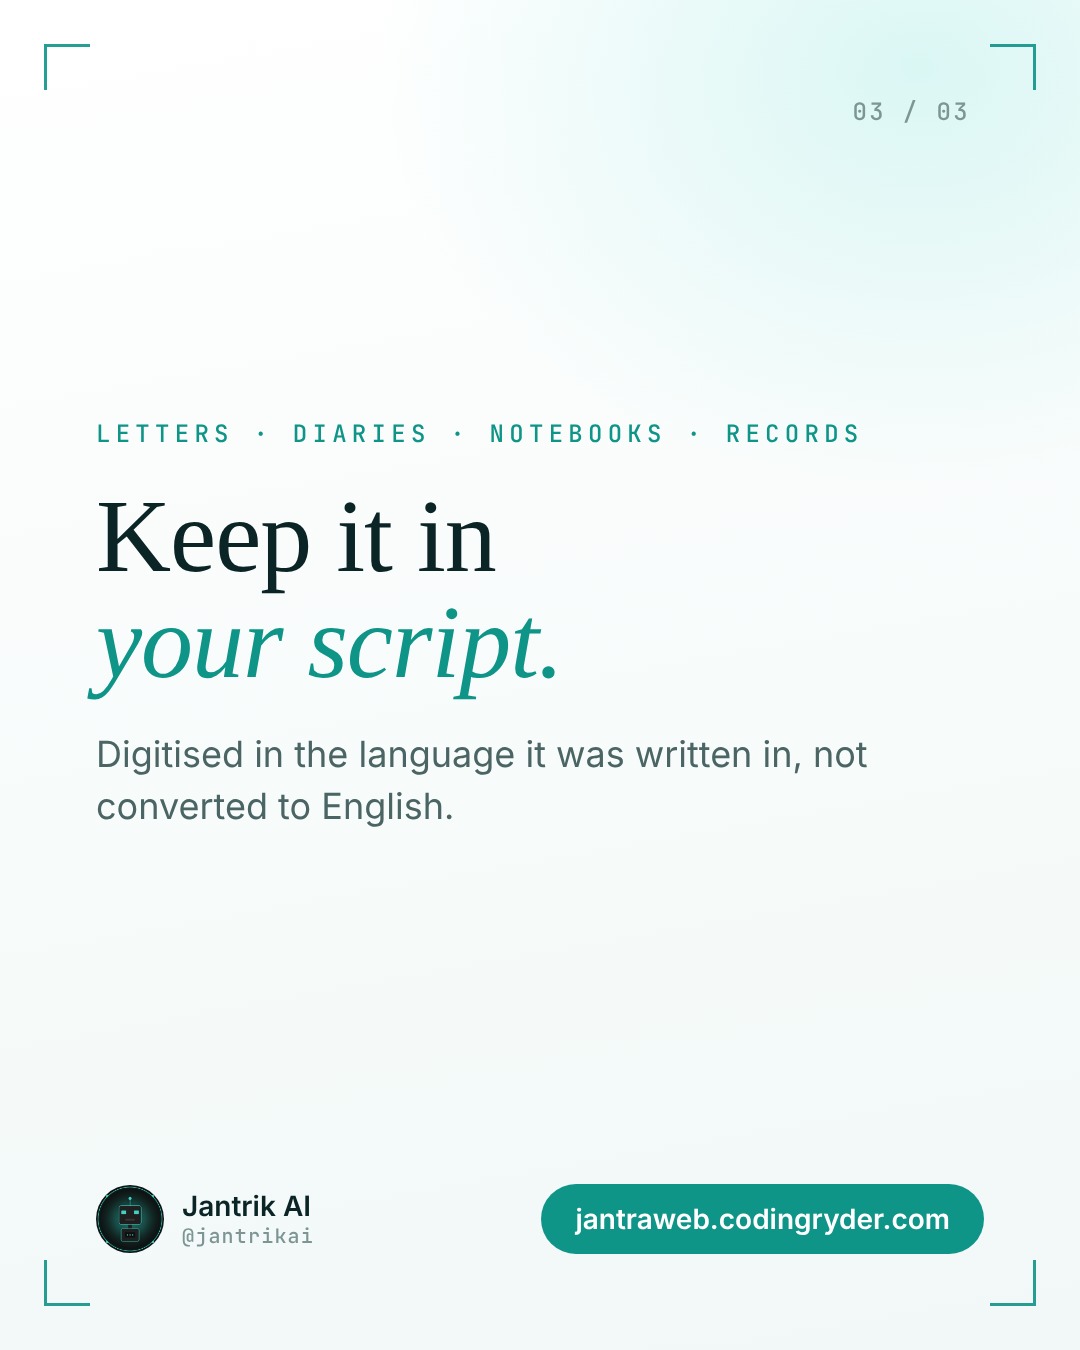 03 / 03
LETTERS · DIARIES · NOTEBOOKS · RECORDS
Keep it in
your script.
Digitised in the language it was written in, not
converted to English.
Jantrik AI
@jantrikai
jantraweb.codingryder.com